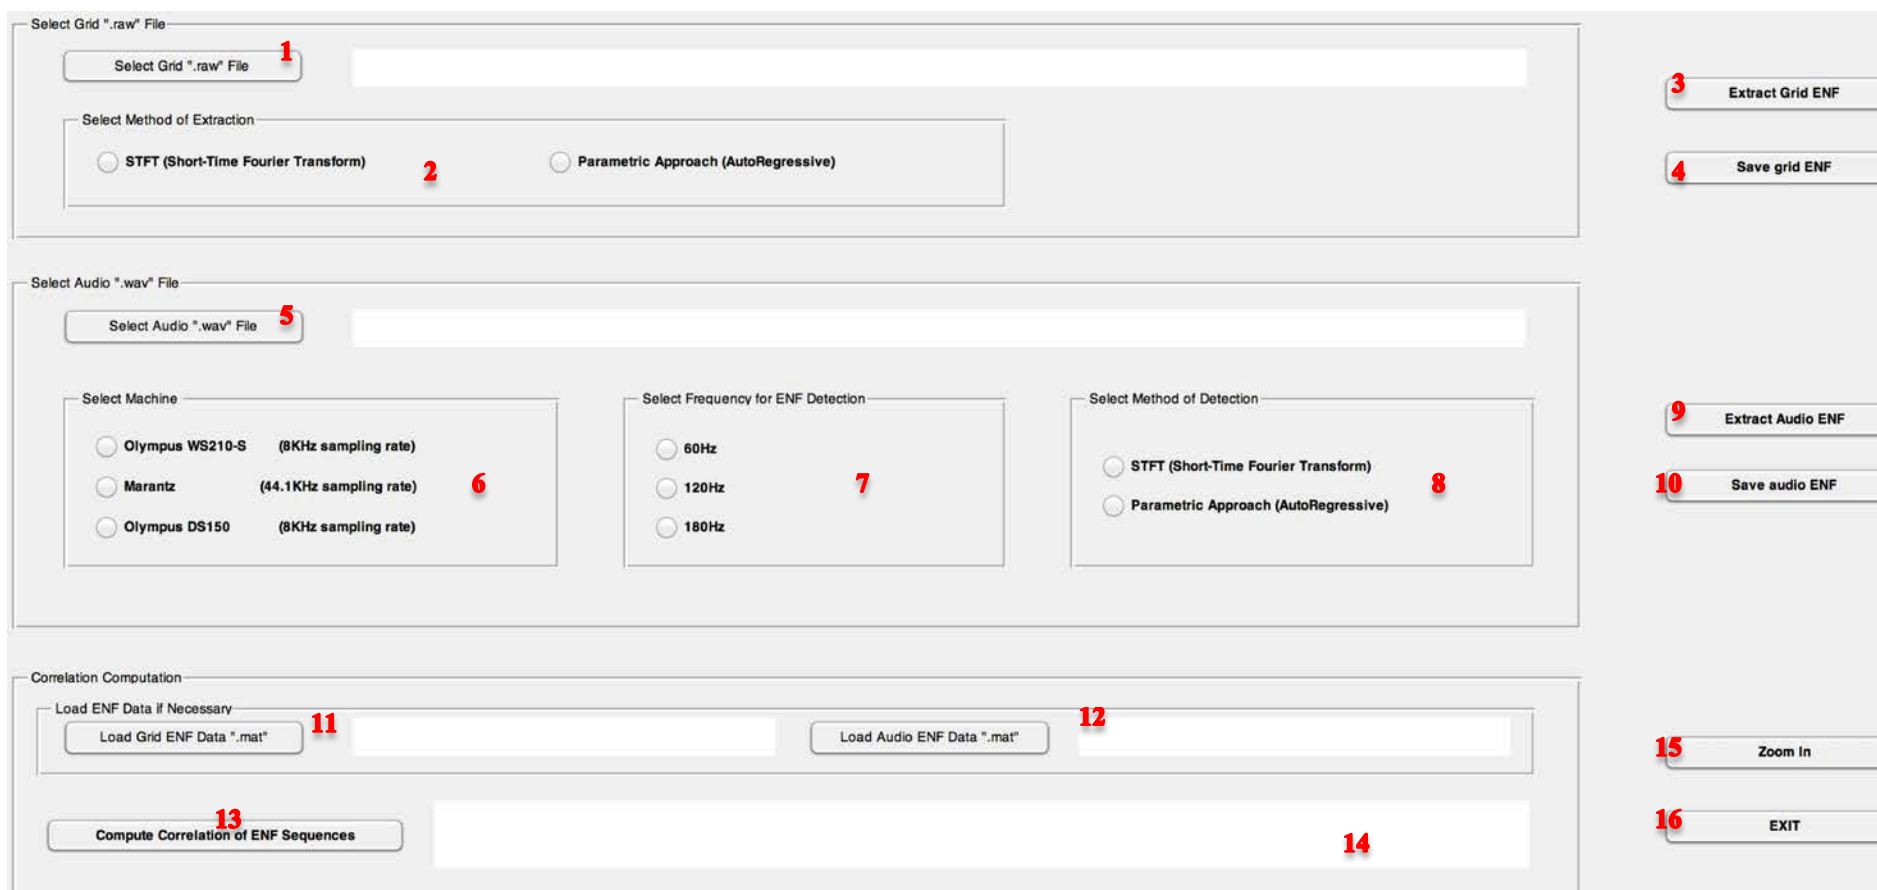 Select Grid ".raw" File
Select Grid ".raw" File 1
3 Extract Grid ENF
Select Method of Extraction
STFT (Short-Time Fourier Transform) 2 Parametric Approach (AutoRegressive)
4 Save grid ENF
Select Audio ".wav" File
Select Audio ".wav" File 5
Select Machine
Olympus WS210-S (8KHz sampling rate)
Marantz (44.1KHz sampling rate) 6
Olympus DS150 (8KHz sampling rate)
Select Frequency for ENF Detection
60Hz
120Hz 7
180Hz
Select Method of Detection
STFT (Short-Time Fourier Transform)
8
Parametric Approach (AutoRegressive)
9 Extract Audio ENF
10 Save audio ENF
Correlation Computation
Load ENF Data if Necessary
Load Grid ENF Data ".mat" 11
Load Audio ENF Data ".mat" 12
15 Zoom In
13
Compute Correlation of ENF Sequences
14
16 EXIT